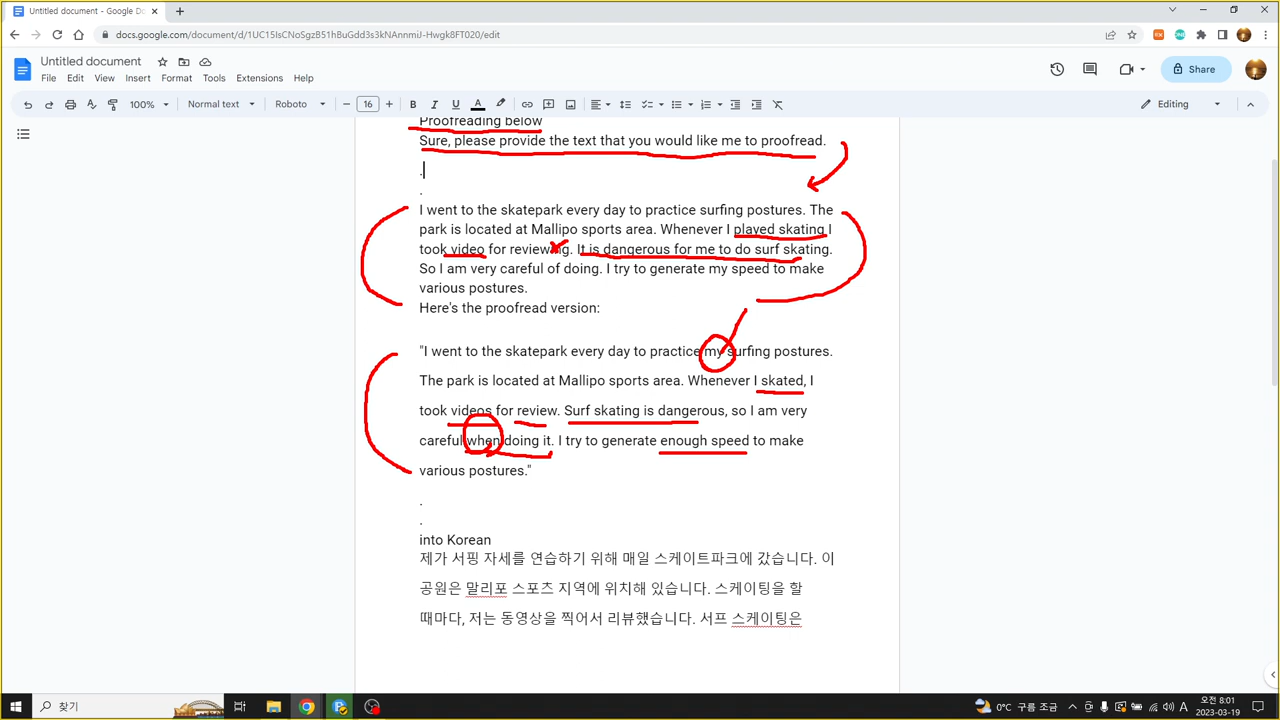 Untitled document - Google Do
docs.google.com/document/d/1UC15IsCNoSgzB51hBuGdd3s3kNAnnmiJ-Hwgk8FT020/edit
Untitled document
File Edit View Insert Format Tools Extensions Help
Share
100% Normal text Roboto 16 B I U A Editing
Proofreading below
Sure, please provide the text that you would like me to proofread.
.
.
I went to the skatepark every day to practice surfing postures. The
park is located at Mallipo sports area. Whenever I played skating I
took video for reviewing. It is dangerous for me to do surf skating.
So I am very careful of doing. I try to generate my speed to make
various postures.
Here's the proofread version:
"I went to the skatepark every day to practice my surfing postures.
The park is located at Mallipo sports area. Whenever I skated, I
took videos for review. Surf skating is dangerous, so I am very
careful when doing it. I try to generate enough speed to make
various postures."
.
.
into Korean
제가 서핑 자세를 연습하기 위해 매일 스케이트파크에 갔습니다. 이
공원은 말리포 스포츠 지역에 위치해 있습니다. 스케이팅을 할
때마다, 저는 동영상을 찍어서 리뷰했습니다. 서프 스케이팅은
찾기
0°C 구름 조금
A
오전 8:01
2023-03-19